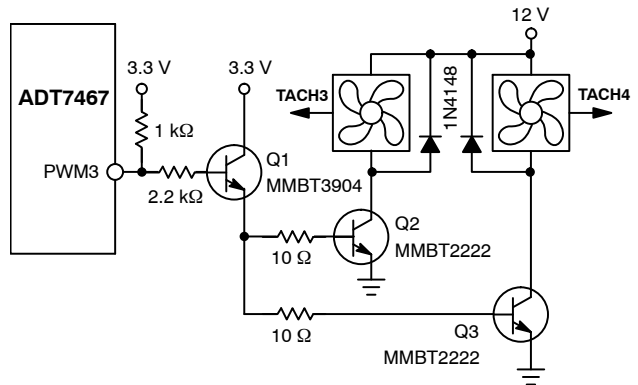 12 V
3.3 V
3.3 V
ADT7467
TACH3
1N4148
TACH4
1 kΩ
Q1
PWM3
MMBT3904
2.2 kΩ
Q2
10 Ω
MMBT2222
10 Ω
Q3
MMBT2222